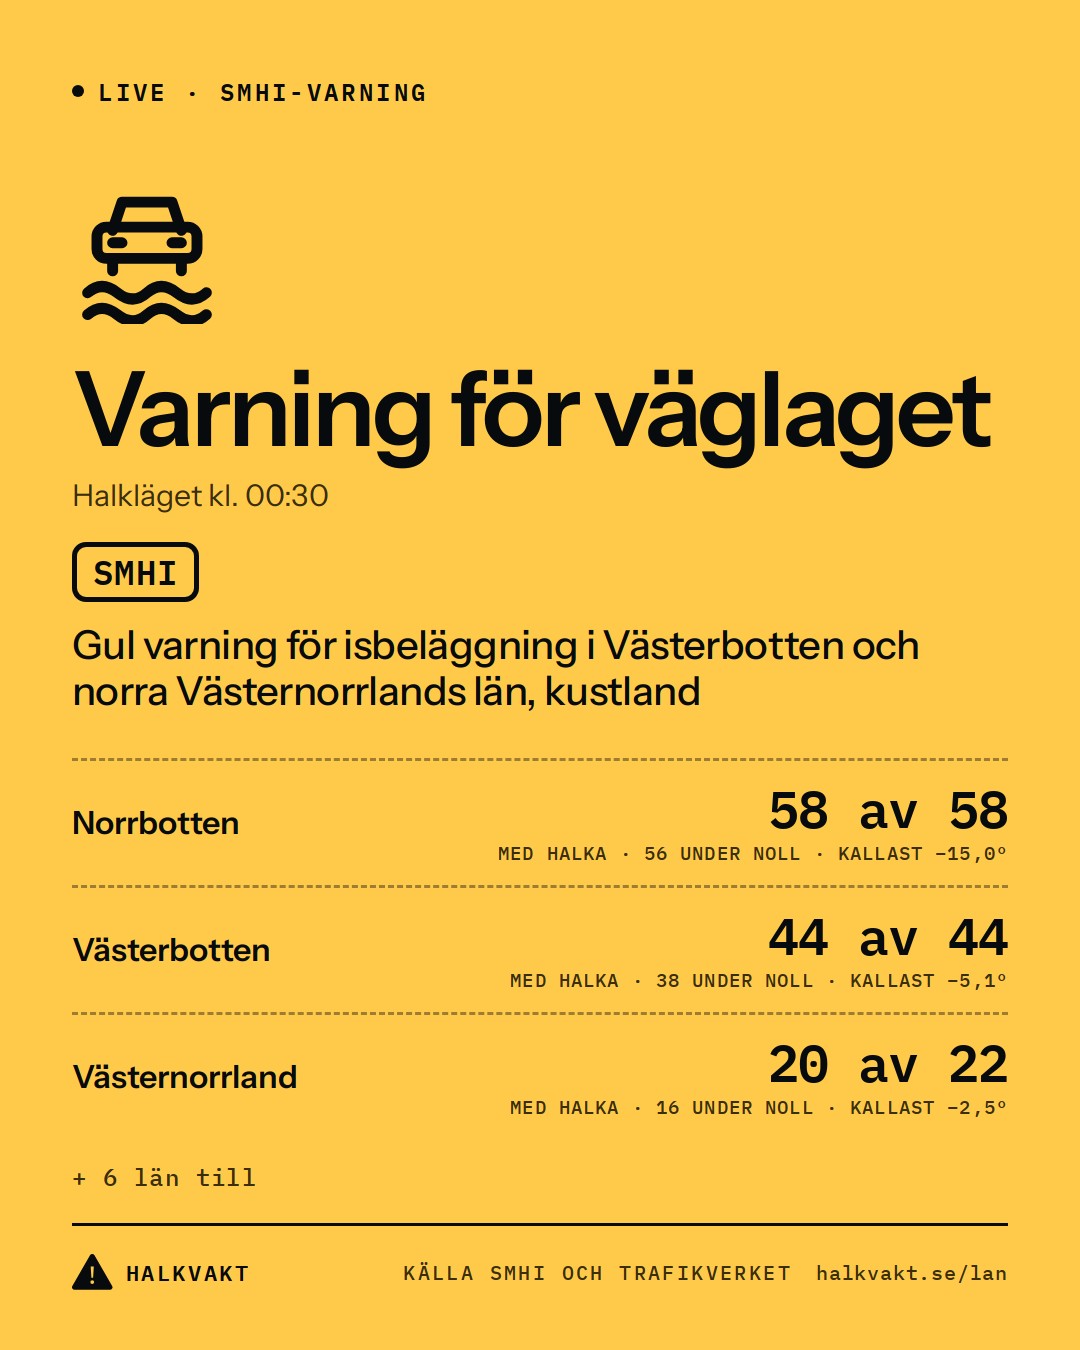 LIVE · SMHI-VARNING
Varning för väglaget
Halkläget kl. 00:30
SMHI
Gul varning för isbeläggning i Västerbotten och
norra Västernorrlands län, kustland
Norrbotten
58 av 58
MED HALKA · 56 UNDER NOLL · KALLAST −15,0°
Västerbotten
44 av 44
MED HALKA · 38 UNDER NOLL · KALLAST −5,1°
Västernorrland
20 av 22
MED HALKA · 16 UNDER NOLL · KALLAST −2,5°
+ 6 län till
HALKVAKT
KÄLLA SMHI OCH TRAFIKVERKET halkvakt.se/lan